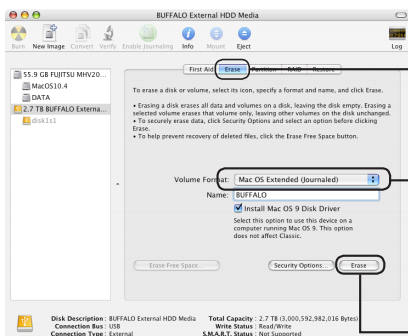 BUFFALO External HDD Media
Burn New Image Convert Verify Enable Journaling Info Mount Eject Log
First Aid Erase Partition RAID Restore
55.9 GB FUJITSU MHV20...
MacOS10.4
DATA
2.7 TB BUFFALO Externa...
disk1s1
To erase a disk or volume, select its icon, specify a format and name, and click Erase.
• Erasing a disk erases all data and volumes on a disk, leaving the disk empty. Erasing a
selected volume erases that volume only, leaving other volumes on the disk unchanged.
• To securely erase data, click Security Options and select an option before clicking
Erase.
• To help prevent recovery of deleted files, click the Erase Free Space button.
Volume Format: Mac OS Extended (Journaled)
Name: BUFFALO
Install Mac OS 9 Disk Driver
Select this option to use this device on a
computer running Mac OS 9. This option
does not affect Classic.
Erase Free Space... Security Options... Erase
Disk Description : BUFFALO External HDD Media Total Capacity : 2.7 TB (3,000,592,982,016 Bytes)
Connection Bus : USB Write Status : Read/Write
Connection Type : External S.M.A.R.T. Status : Not Supported